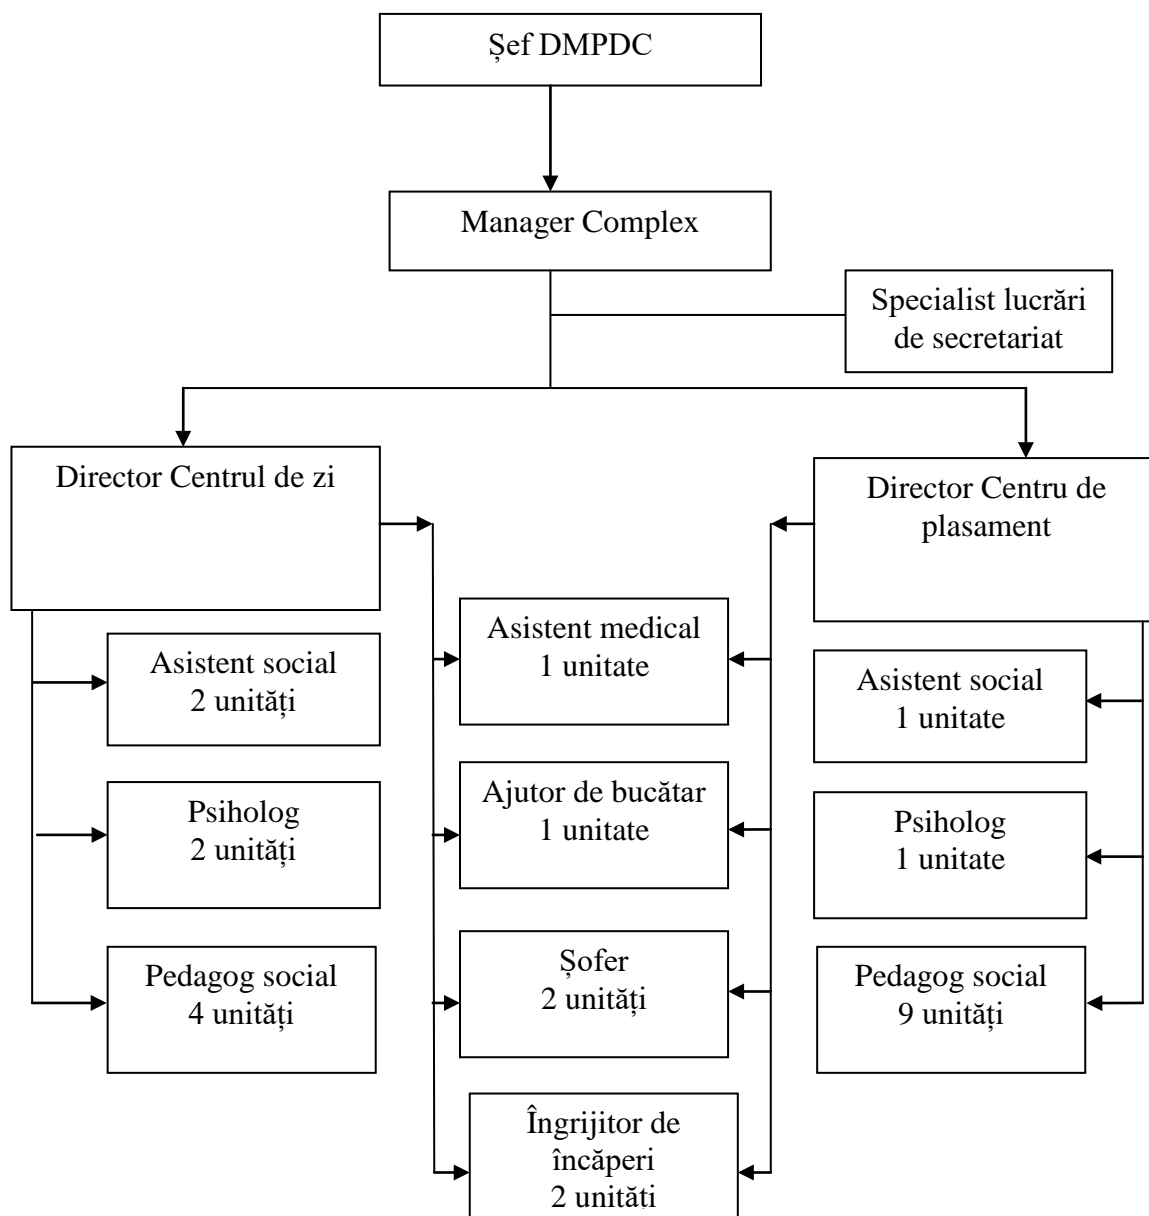 Șef DMPDC
Manager Complex
Specialist lucrări
de secretariat
Director Centrul de zi
Director Centru de
plasament
Asistent social
2 unități
Psiholog
2 unități
Pedagog social
4 unități
Asistent medical
1 unitate
Ajutor de bucătar
1 unitate
Șofer
2 unități
Îngrijitor de
încăperi
2 unități
Asistent social
1 unitate
Psiholog
1 unitate
Pedagog social
9 unități